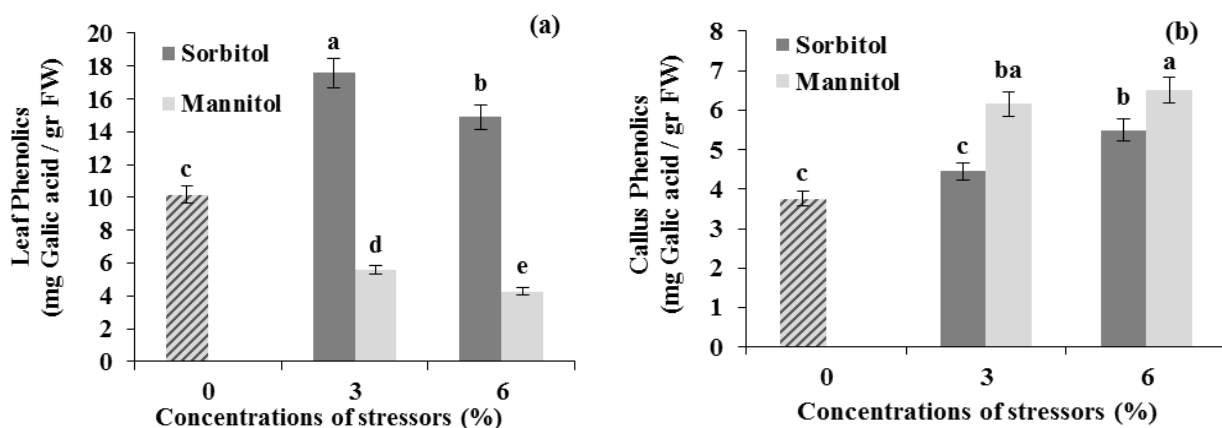 (a)
Leaf Phenolics
(mg Galic acid / gr FW)
20
18
16
14
12
10
8
6
4
2
0
Sorbitol
Mannitol
c
a
d
b
e
0
3
6
Concentrations of stressors (%)
(b)
Callus Phenolics
(mg Galic acid / gr FW)
8
7
6
5
4
3
2
1
0
Sorbitol
Mannitol
c
c
ba
b
a
0
3
6
Concentrations of stressors (%)